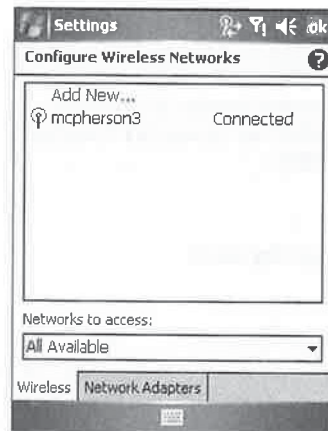 Settings ok
Configure Wireless Networks ?
Add New...
mcpherson3 Connected
Networks to access:
All Available
Wireless Network Adapters